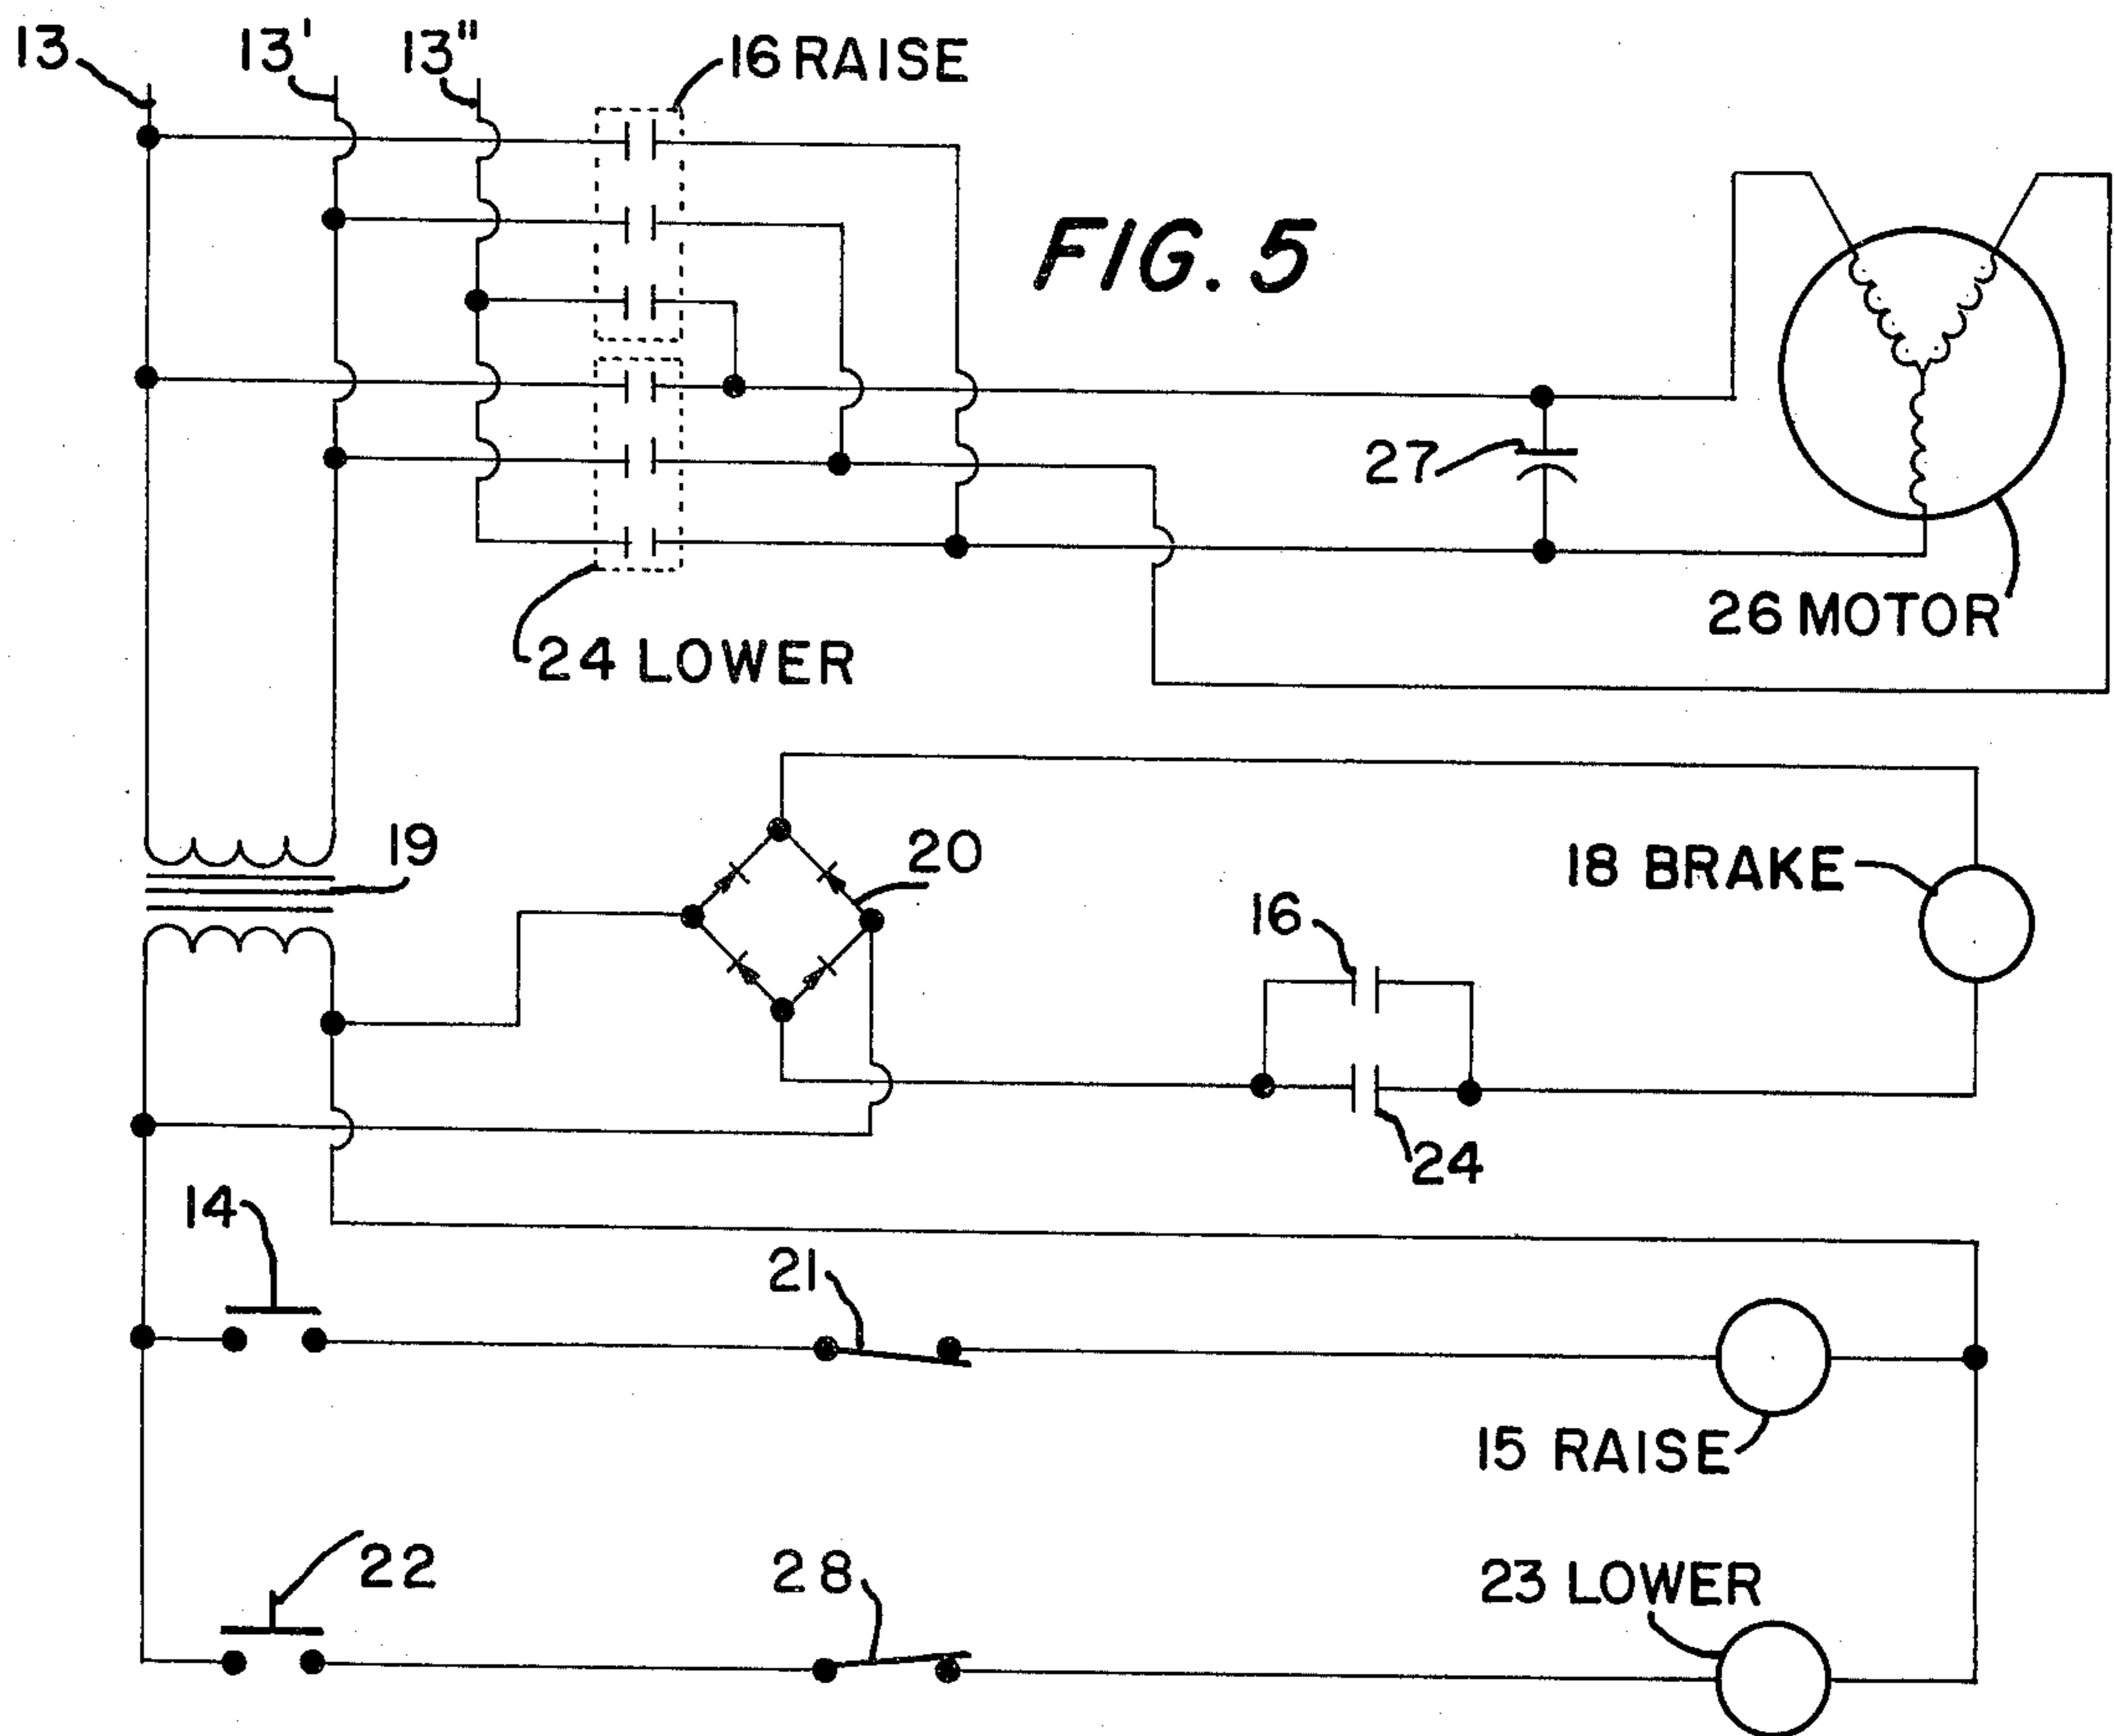 13
13'
13"
16 RAISE
FIG. 5
27
26 MOTOR
24 LOWER
19
20
18 BRAKE
16
24
14
21
15 RAISE
22
28
23 LOWER